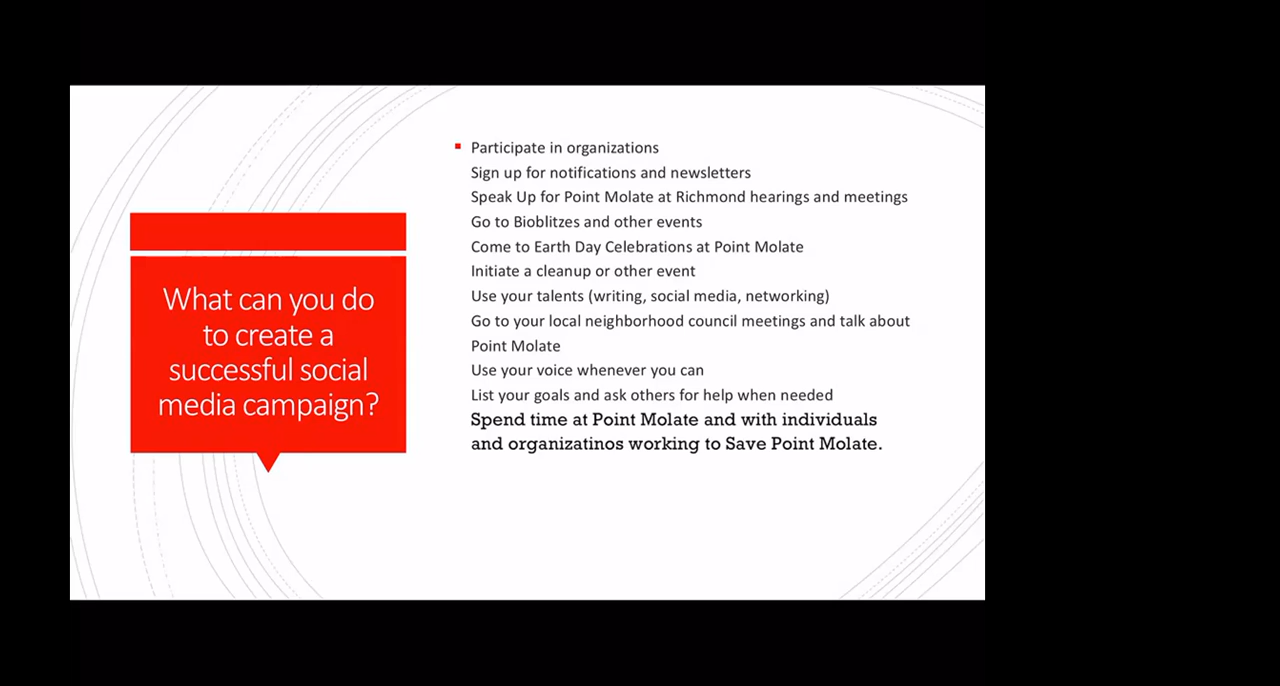 What can you do
to create a
successful social
media campaign?
Participate in organizations
Sign up for notifications and newsletters
Speak Up for Point Molate at Richmond hearings and meetings
Go to Bioblitzes and other events
Come to Earth Day Celebrations at Point Molate
Initiate a cleanup or other event
Use your talents (writing, social media, networking)
Go to your local neighborhood council meetings and talk about
Point Molate
Use your voice whenever you can
List your goals and ask others for help when needed
Spend time at Point Molate and with individuals
and organizatinos working to Save Point Molate.